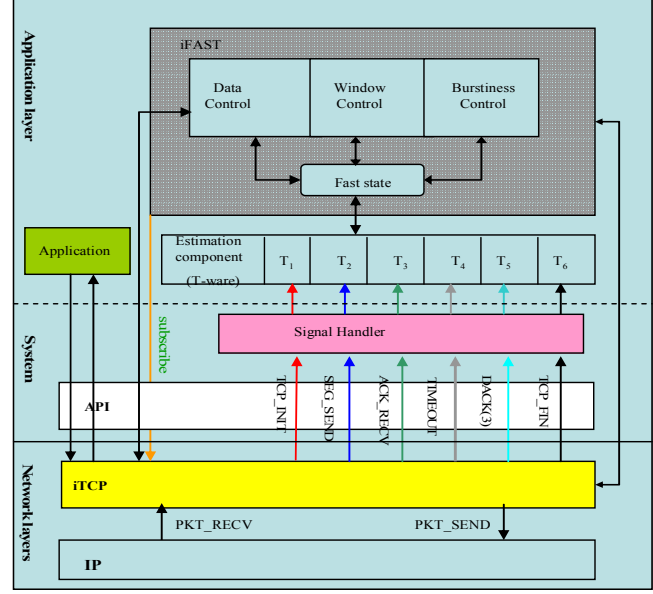 Application layer
iFAST
Data
Control
Window
Control
Burstiness
Control
Fast state
Application
Estimation
component
(T-ware)
T1
T2
T3
T4
T5
T6
System
subscribe
Signal Handler
TCP_INIT
SEG_SEND
ACK_RECV
TIMEOUT
DACK(3)
TCP_FIN
API
Network layers
iTCP
PKT_RECV
PKT_SEND
IP